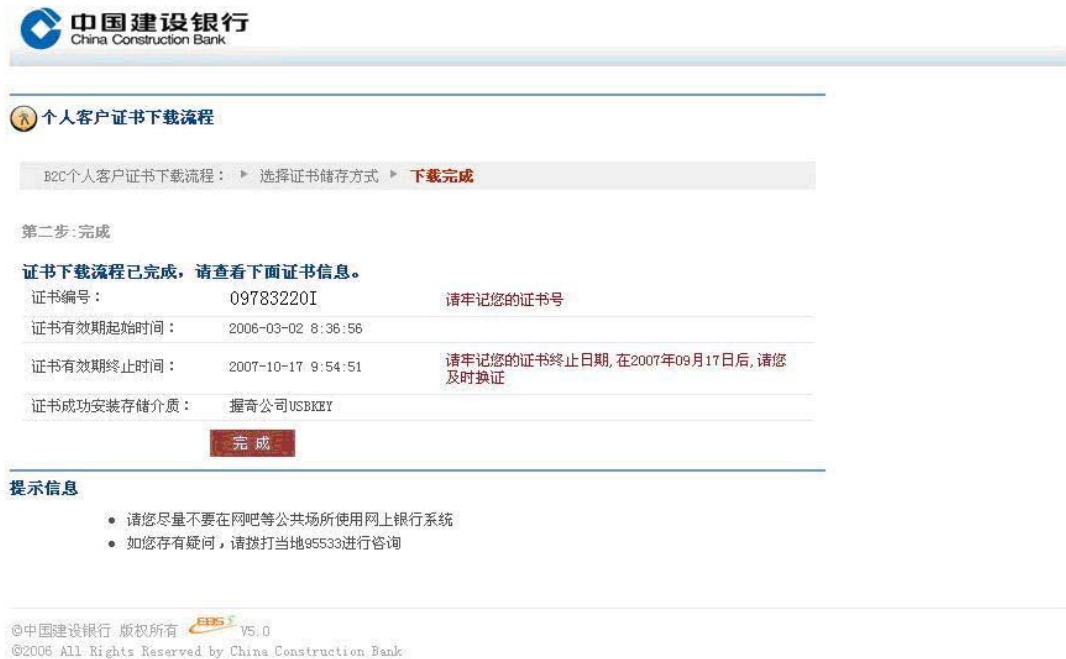 中国建设银行
China Construction Bank
个人客户证书下载流程
B2C个人客户证书下载流程： 选择证书储存方式 下载完成
第二步:完成
证书下载流程已完成，请查看下面证书信息。
证书编号： 09783220I 请牢记您的证书号
证书有效期起始时间： 2006-03-02 8:36:56
证书有效期终止时间： 2007-10-17 9:54:51 请牢记您的证书终止日期,在2007年09月17日后,请您
及时换证
证书成功安装存储介质： 握奇公司USBKEY
完成
提示信息
请您尽量不要在网吧等公共场所使用网上银行系统
如您存有疑问，请拨打当地95533进行咨询
©中国建设银行 版权所有 EBS V5.0
©2006 All Rights Reserved by China Construction Bank